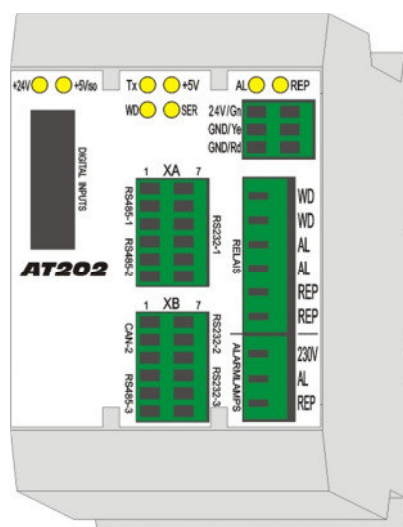 +24V +5Viso
Tx +5V
WD SER
AL REP
24V/Gn
GND/Ye
GND/Rd
DIGITAL INPUTS
AT202
1 XA 7
RS485-1
RS485-2
RS232-1
1 XB 7
CAN-2
RS485-3
RS232-2
RS232-3
RELAIS
WD
WD
AL
AL
REP
REP
ALARMLAMPS
230V
AL
REP